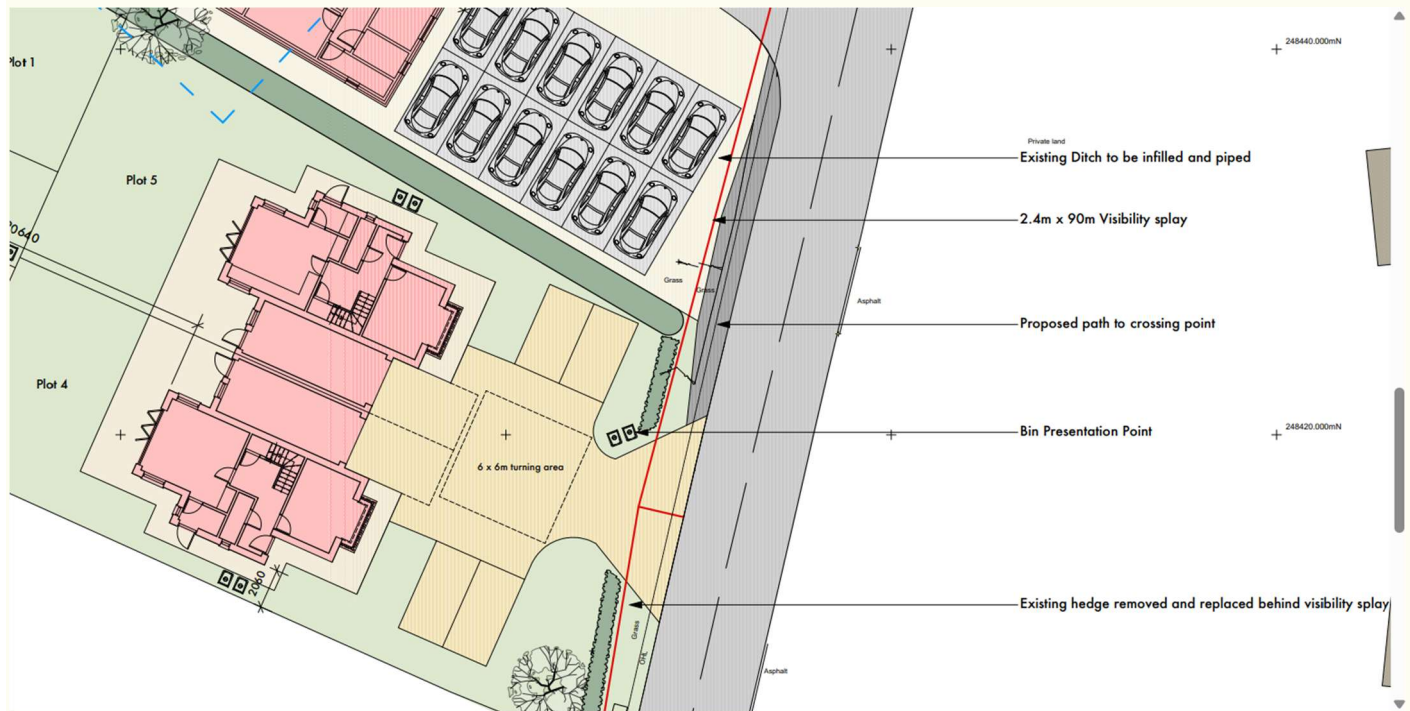 248440.000mN
Plot 1
Private land
Existing Ditch to be infilled and piped
Plot 5
2.4m x 90m Visibility splay
20640
Grass
Grass
Asphalt
Proposed path to crossing point
Plot 4
Bin Presentation Point
248420.000mN
6 x 6m turning area
2060
Existing hedge removed and replaced behind visibility splay
Grass
GHL
Asphalt